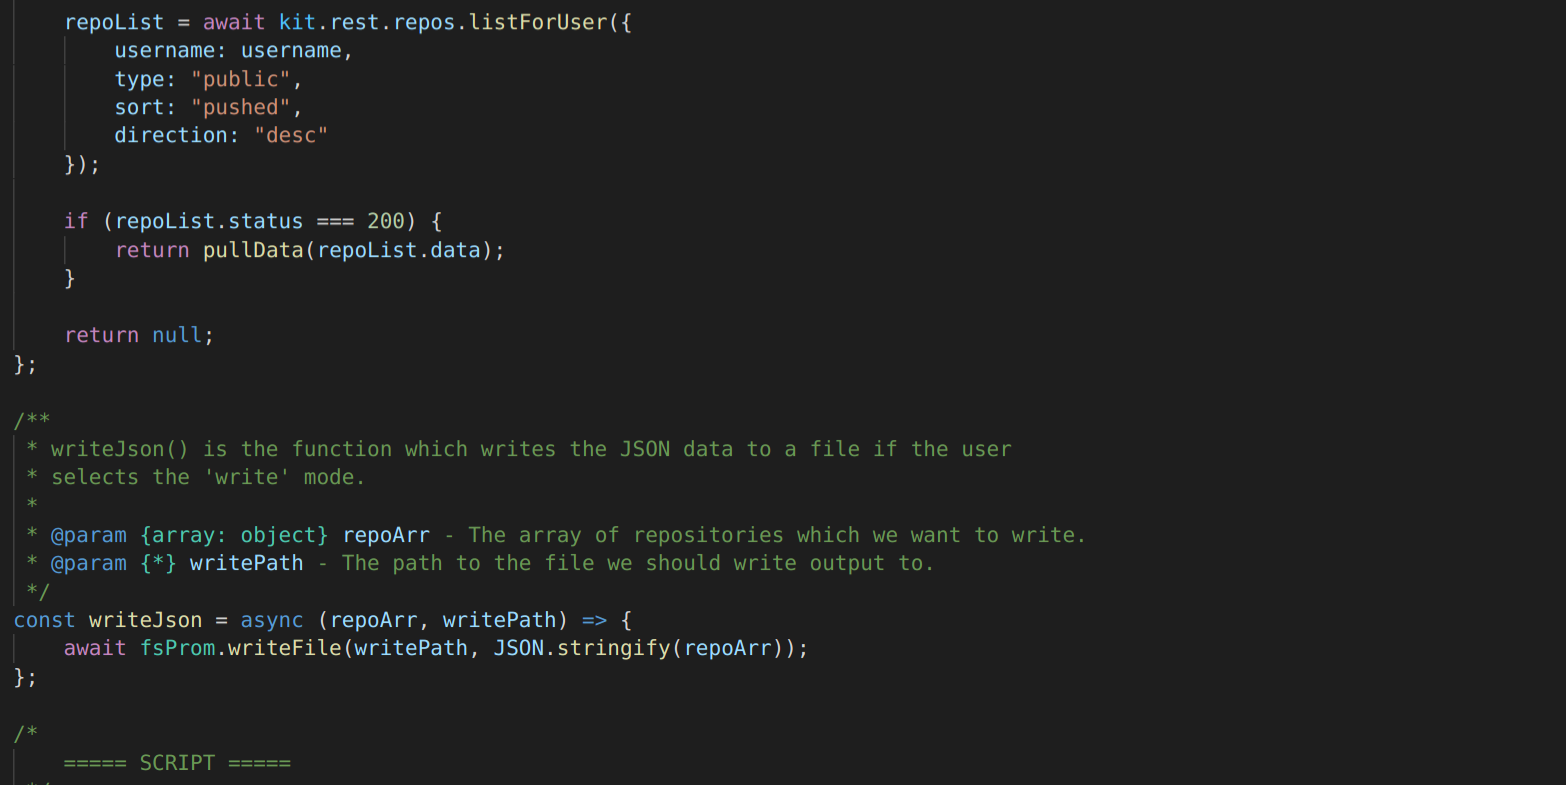 repoList = await kit.rest.repos.listForUser({
username: username,
type: "public",
sort: "pushed",
direction: "desc"
});
if (repoList.status === 200) {
return pullData(repoList.data);
}
return null;
};
/**
* writeJson() is the function which writes the JSON data to a file if the user
* selects the 'write' mode.
*
* @param {array: object} repoArr - The array of repositories which we want to write.
* @param {*} writePath - The path to the file we should write output to.
*/
const writeJson = async (repoArr, writePath) => {
await fsProm.writeFile(writePath, JSON.stringify(repoArr));
};
/*
===== SCRIPT =====